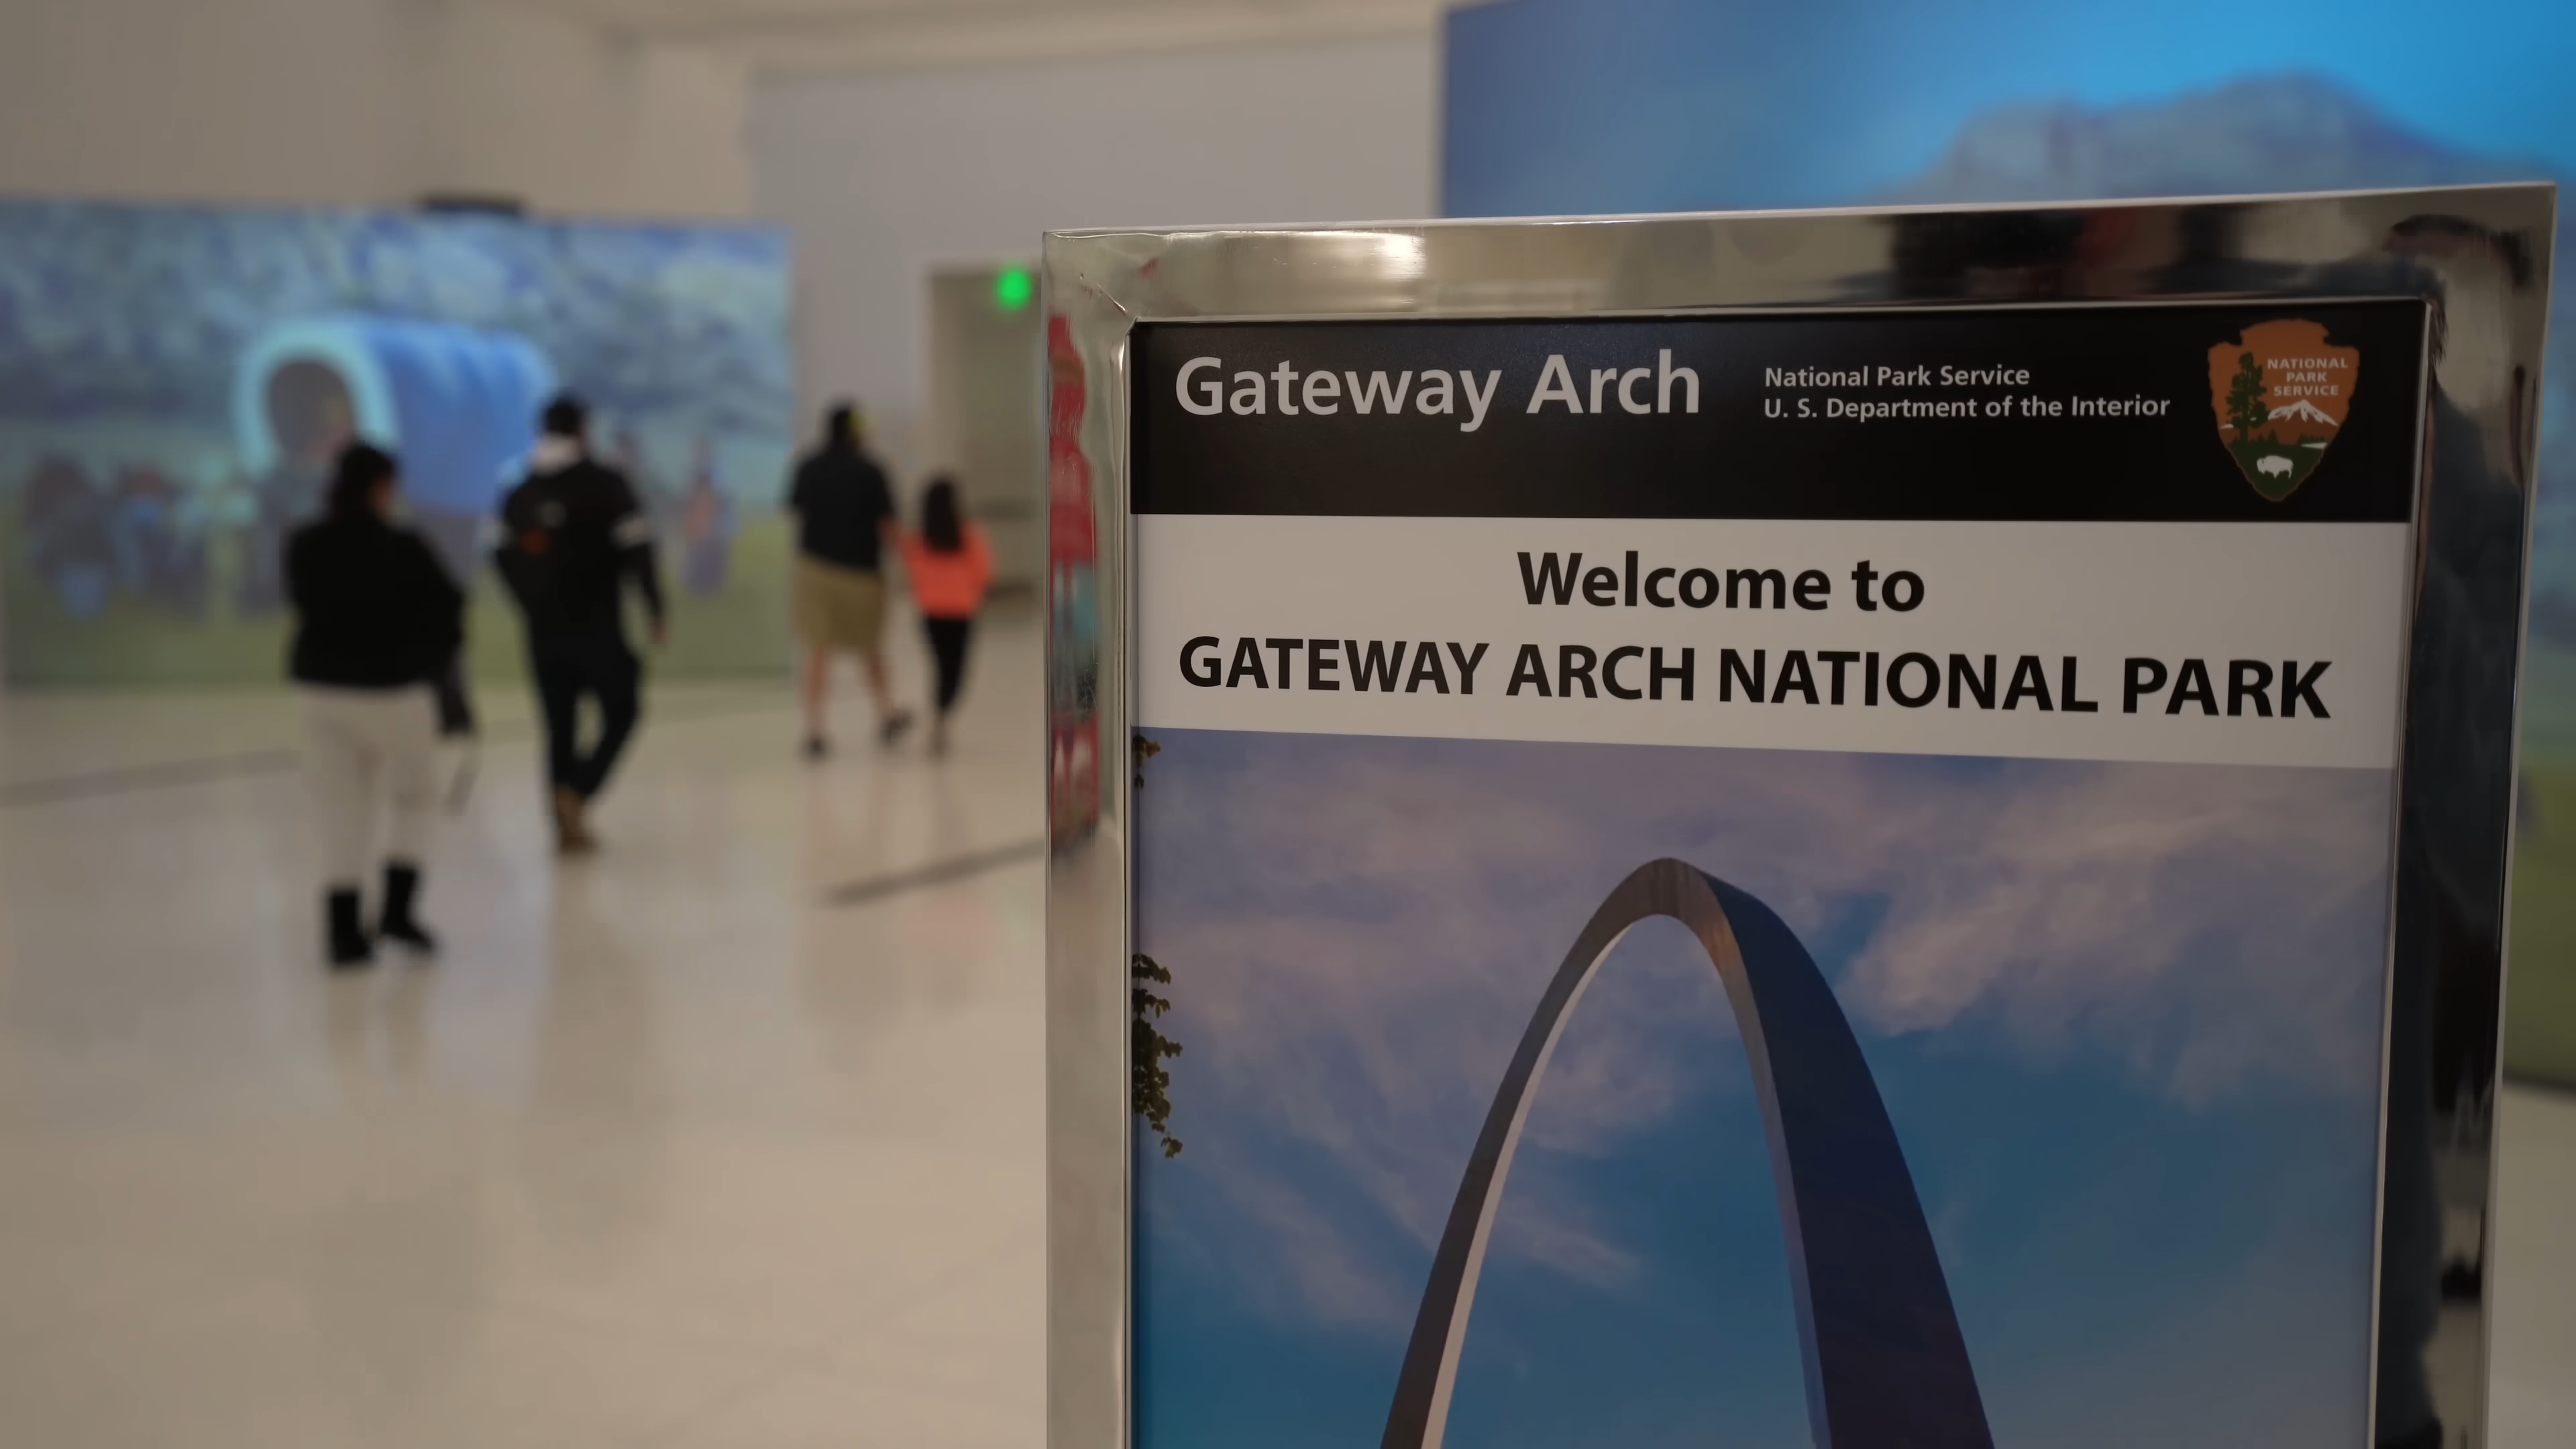 Gateway Arch
National Park Service
U. S. Department of the Interior
NATIONAL
PARK
SERVICE
Welcome to
GATEWAY ARCH NATIONAL PARK